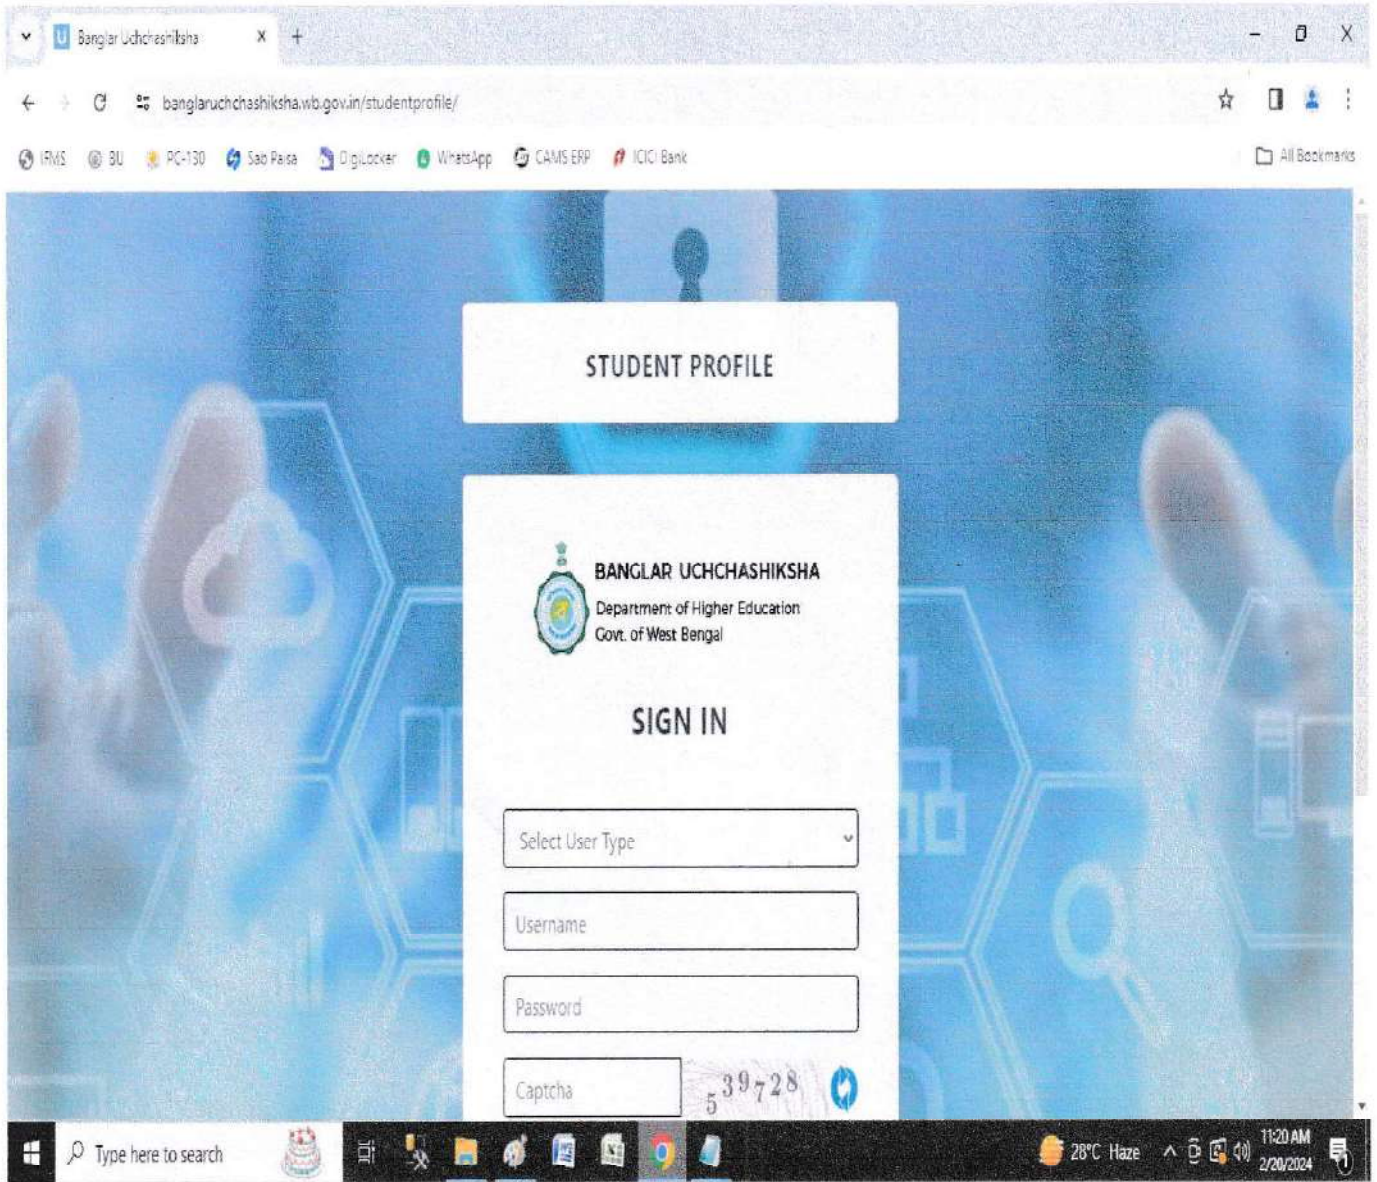 Banglar Uchchashiksha
banglaruchchashiksha.wb.gov.in/studentprofile/
IFMS BU PC-130 Sab Paisa DigiLocker WhatsApp CAMS ERP ICICI Bank All Bookmarks
STUDENT PROFILE
BANGLAR UCHCHASHIKSHA
Department of Higher Education
Govt. of West Bengal
SIGN IN
Select User Type
Username
Password
Captcha 539728
Type here to search 28°C Haze 11:20 AM
2/20/2024